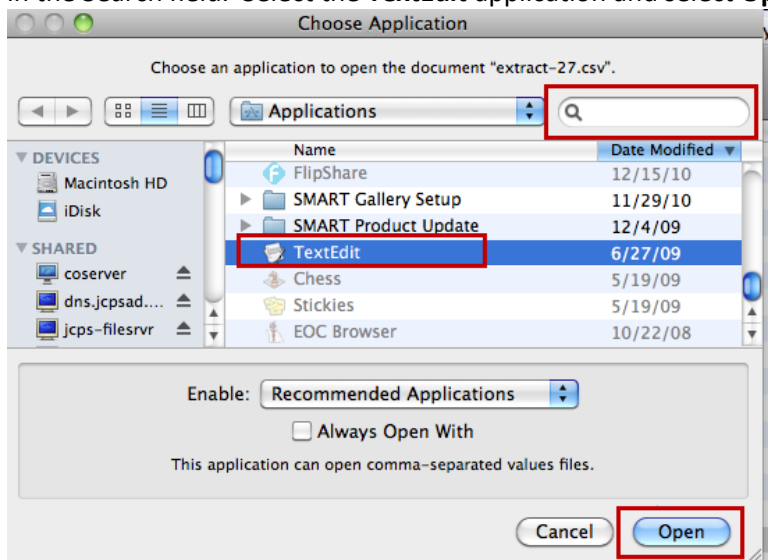 Choose Application
Choose an application to open the document “extract-27.csv”.
Applications
Name Date Modified
DEVICES
Macintosh HD
iDisk
SHARED
coserver
dns.jcpsad....
jcps-filesrvr
FlipShare 12/15/10
SMART Gallery Setup 11/29/10
SMART Product Update 12/4/09
TextEdit 6/27/09
Chess 5/19/09
Stickies 5/19/09
EOC Browser 10/22/08
Enable: Recommended Applications
Always Open With
This application can open comma-separated values files.
Cancel Open